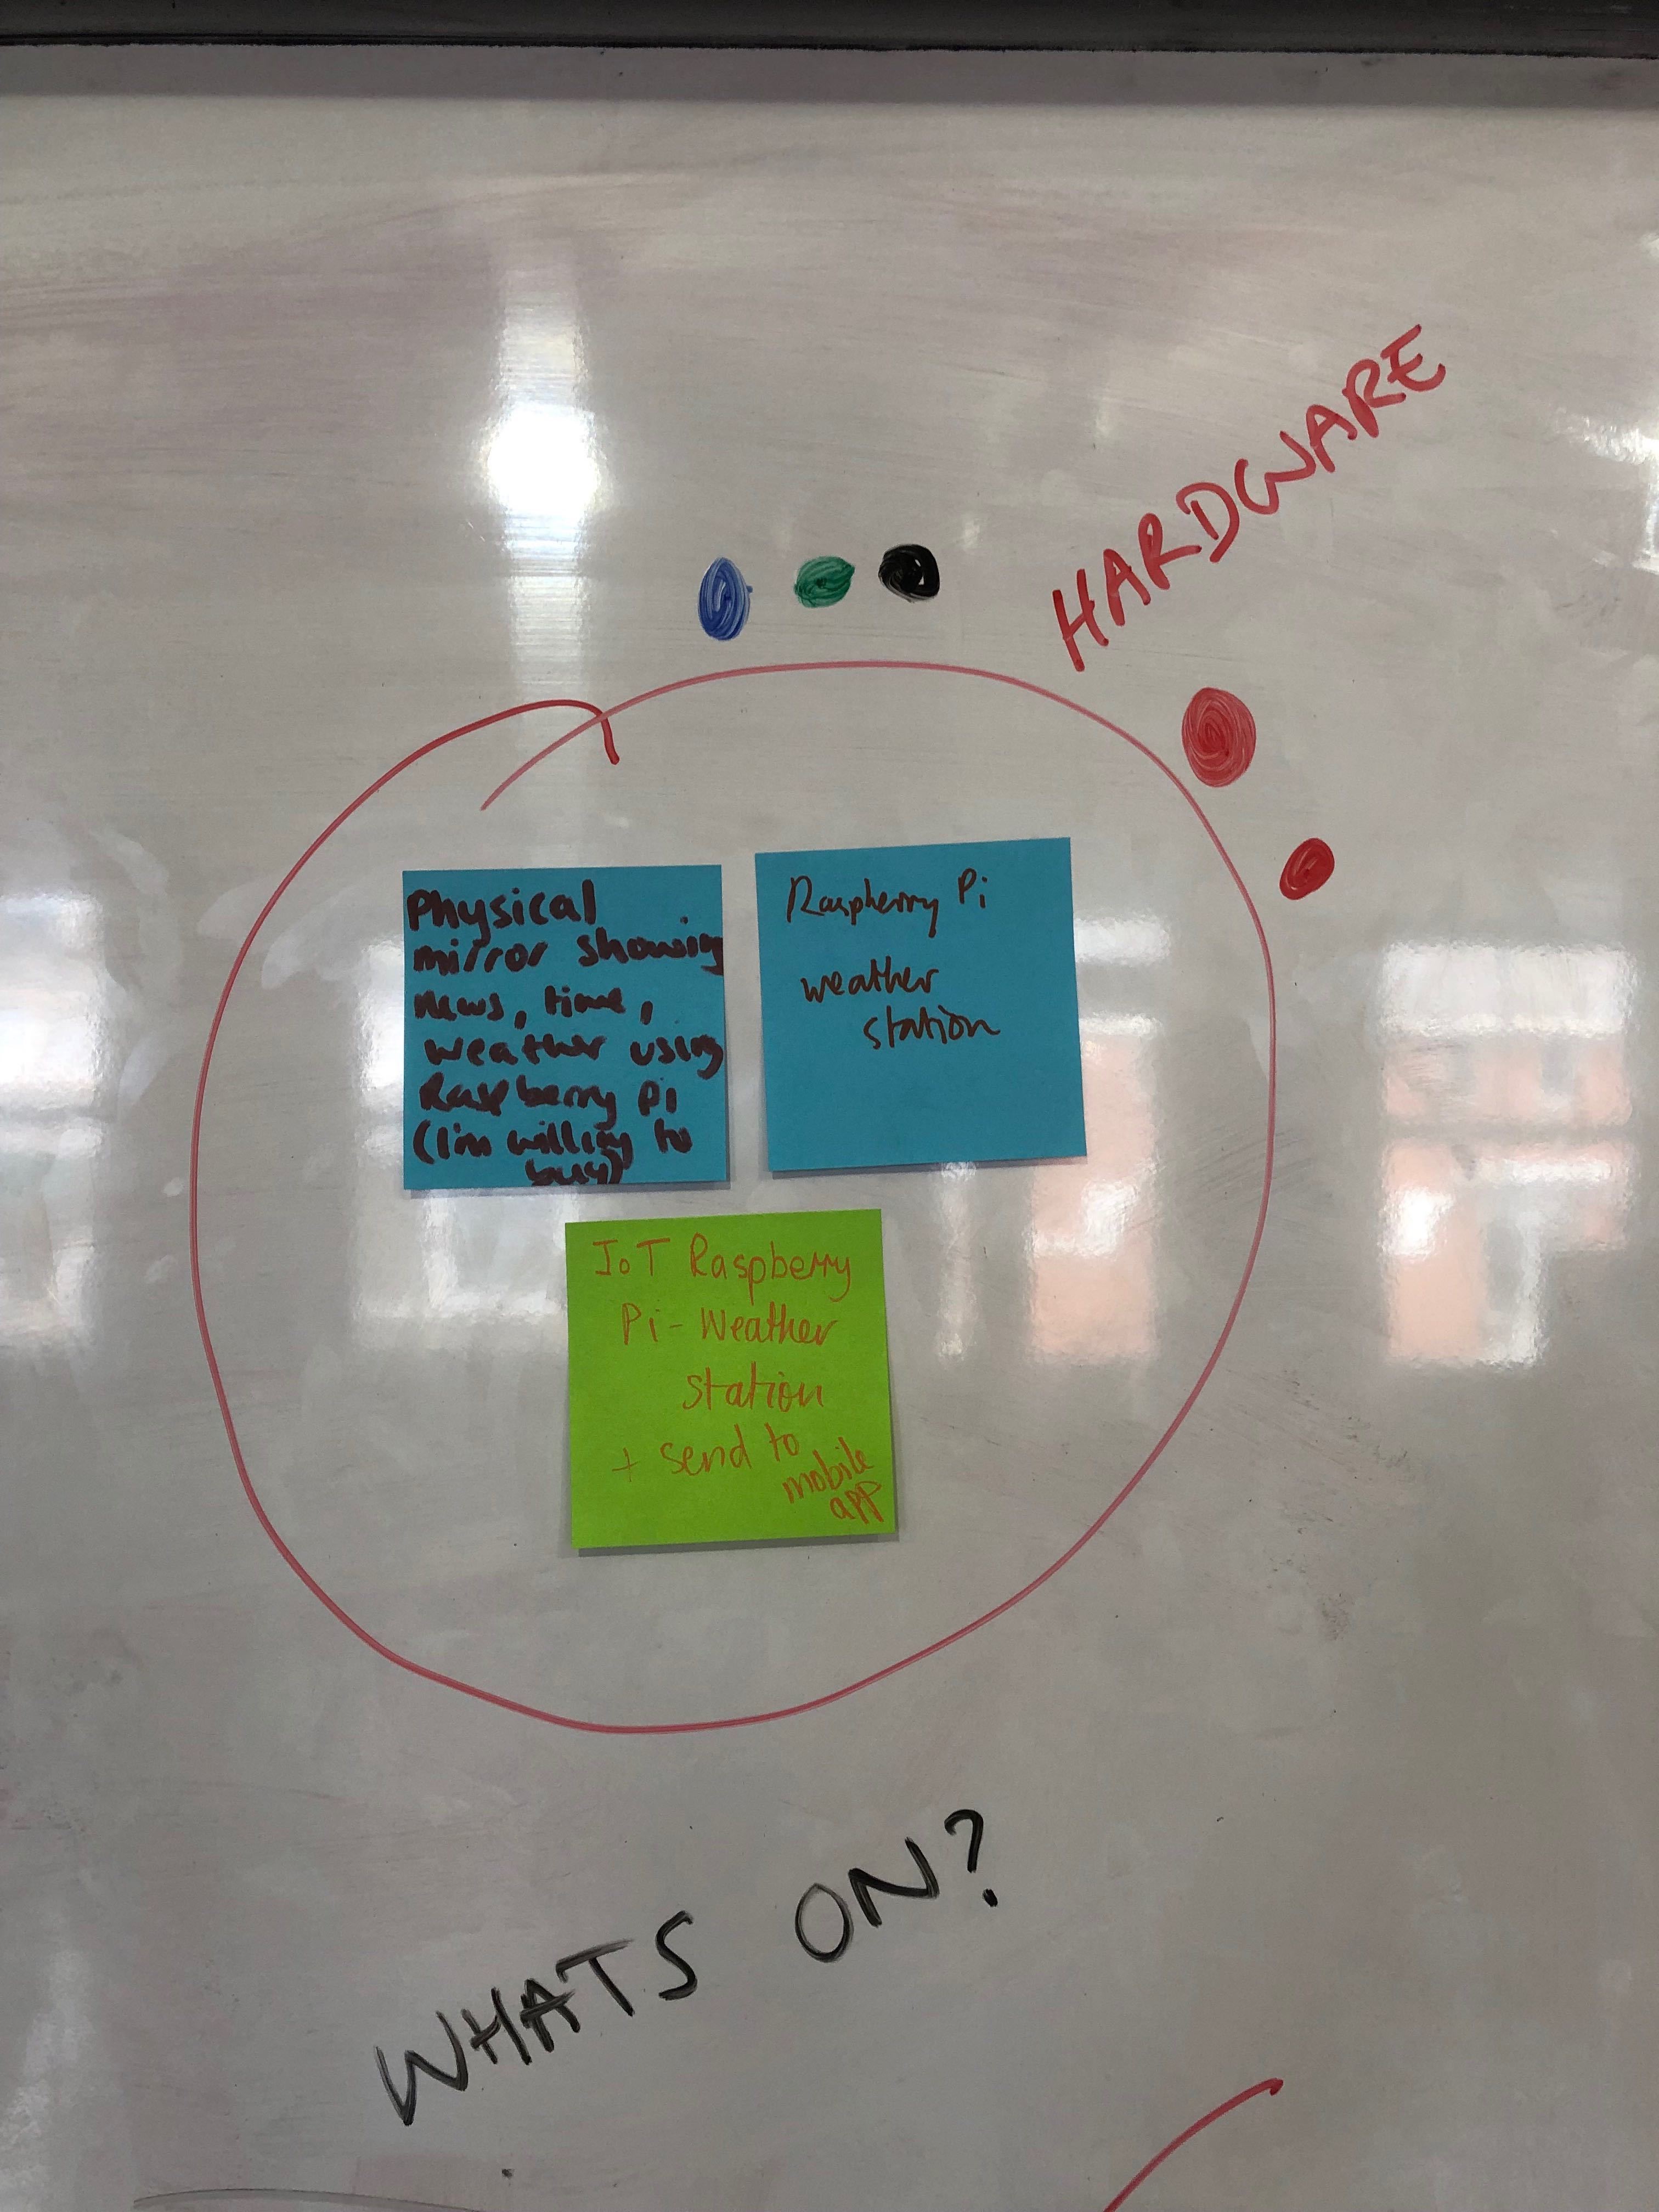 HARDWARE
Physical
mirror showing
news, time,
weather using
Raspberry Pi
(I'm willing to
buy)
Raspberry Pi
weather
station
IoT Raspberry
Pi - Weather
station
+ send to
mobile
app
WHATS ON?